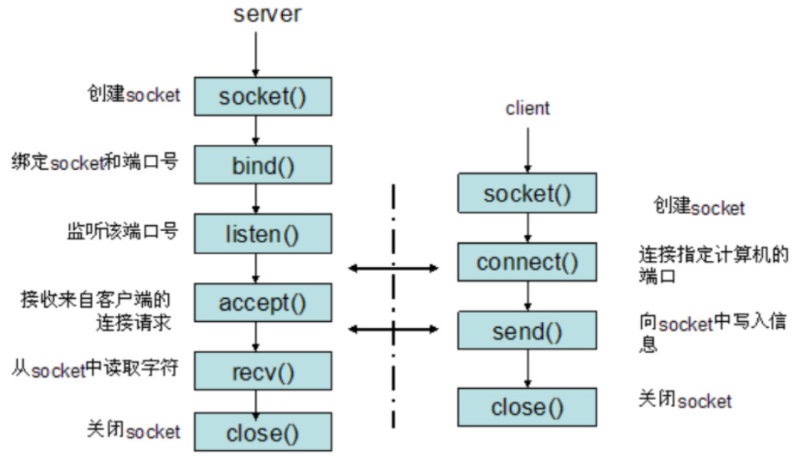 server
创建socket
socket()
绑定socket和端口号
bind()
监听该端口号
listen()
接收来自客户端的
连接请求
accept()
从socket中读取字符
recv()
关闭socket
close()
client
socket()
创建socket
connect()
连接指定计算机的
端口
send()
向socket中写入信
息
close()
关闭socket